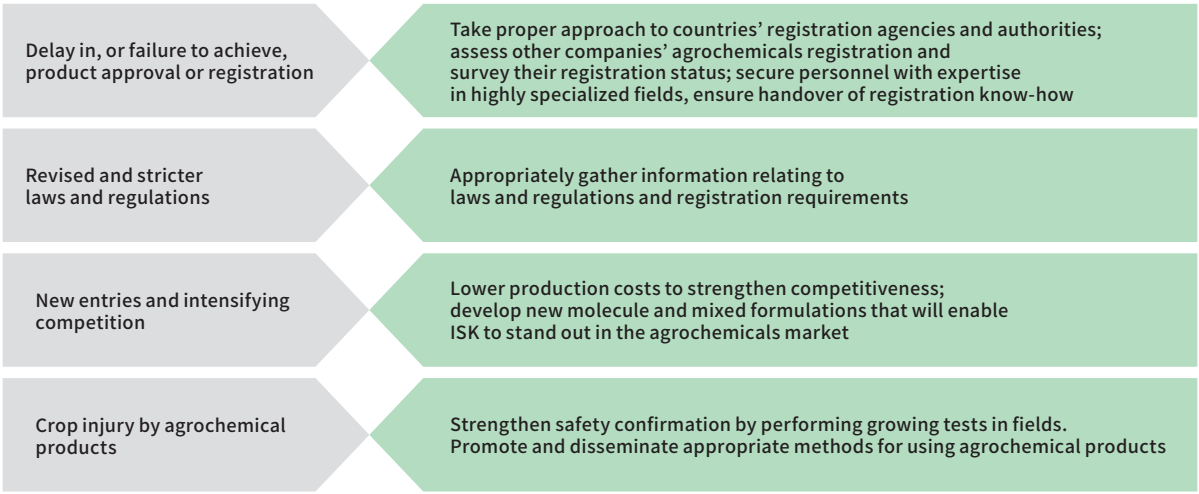 Delay in, or failure to achieve,
product approval or registration
Take proper approach to countries’ registration agencies and authorities;
assess other companies’ agrochemicals registration and
survey their registration status; secure personnel with expertise
in highly specialized fields, ensure handover of registration know-how
Revised and stricter
laws and regulations
Appropriately gather information relating to
laws and regulations and registration requirements
New entries and intensifying
competition
Lower production costs to strengthen competitiveness;
develop new molecule and mixed formulations that will enable
ISK to stand out in the agrochemicals market
Crop injury by agrochemical
products
Strengthen safety confirmation by performing growing tests in fields.
Promote and disseminate appropriate methods for using agrochemical products